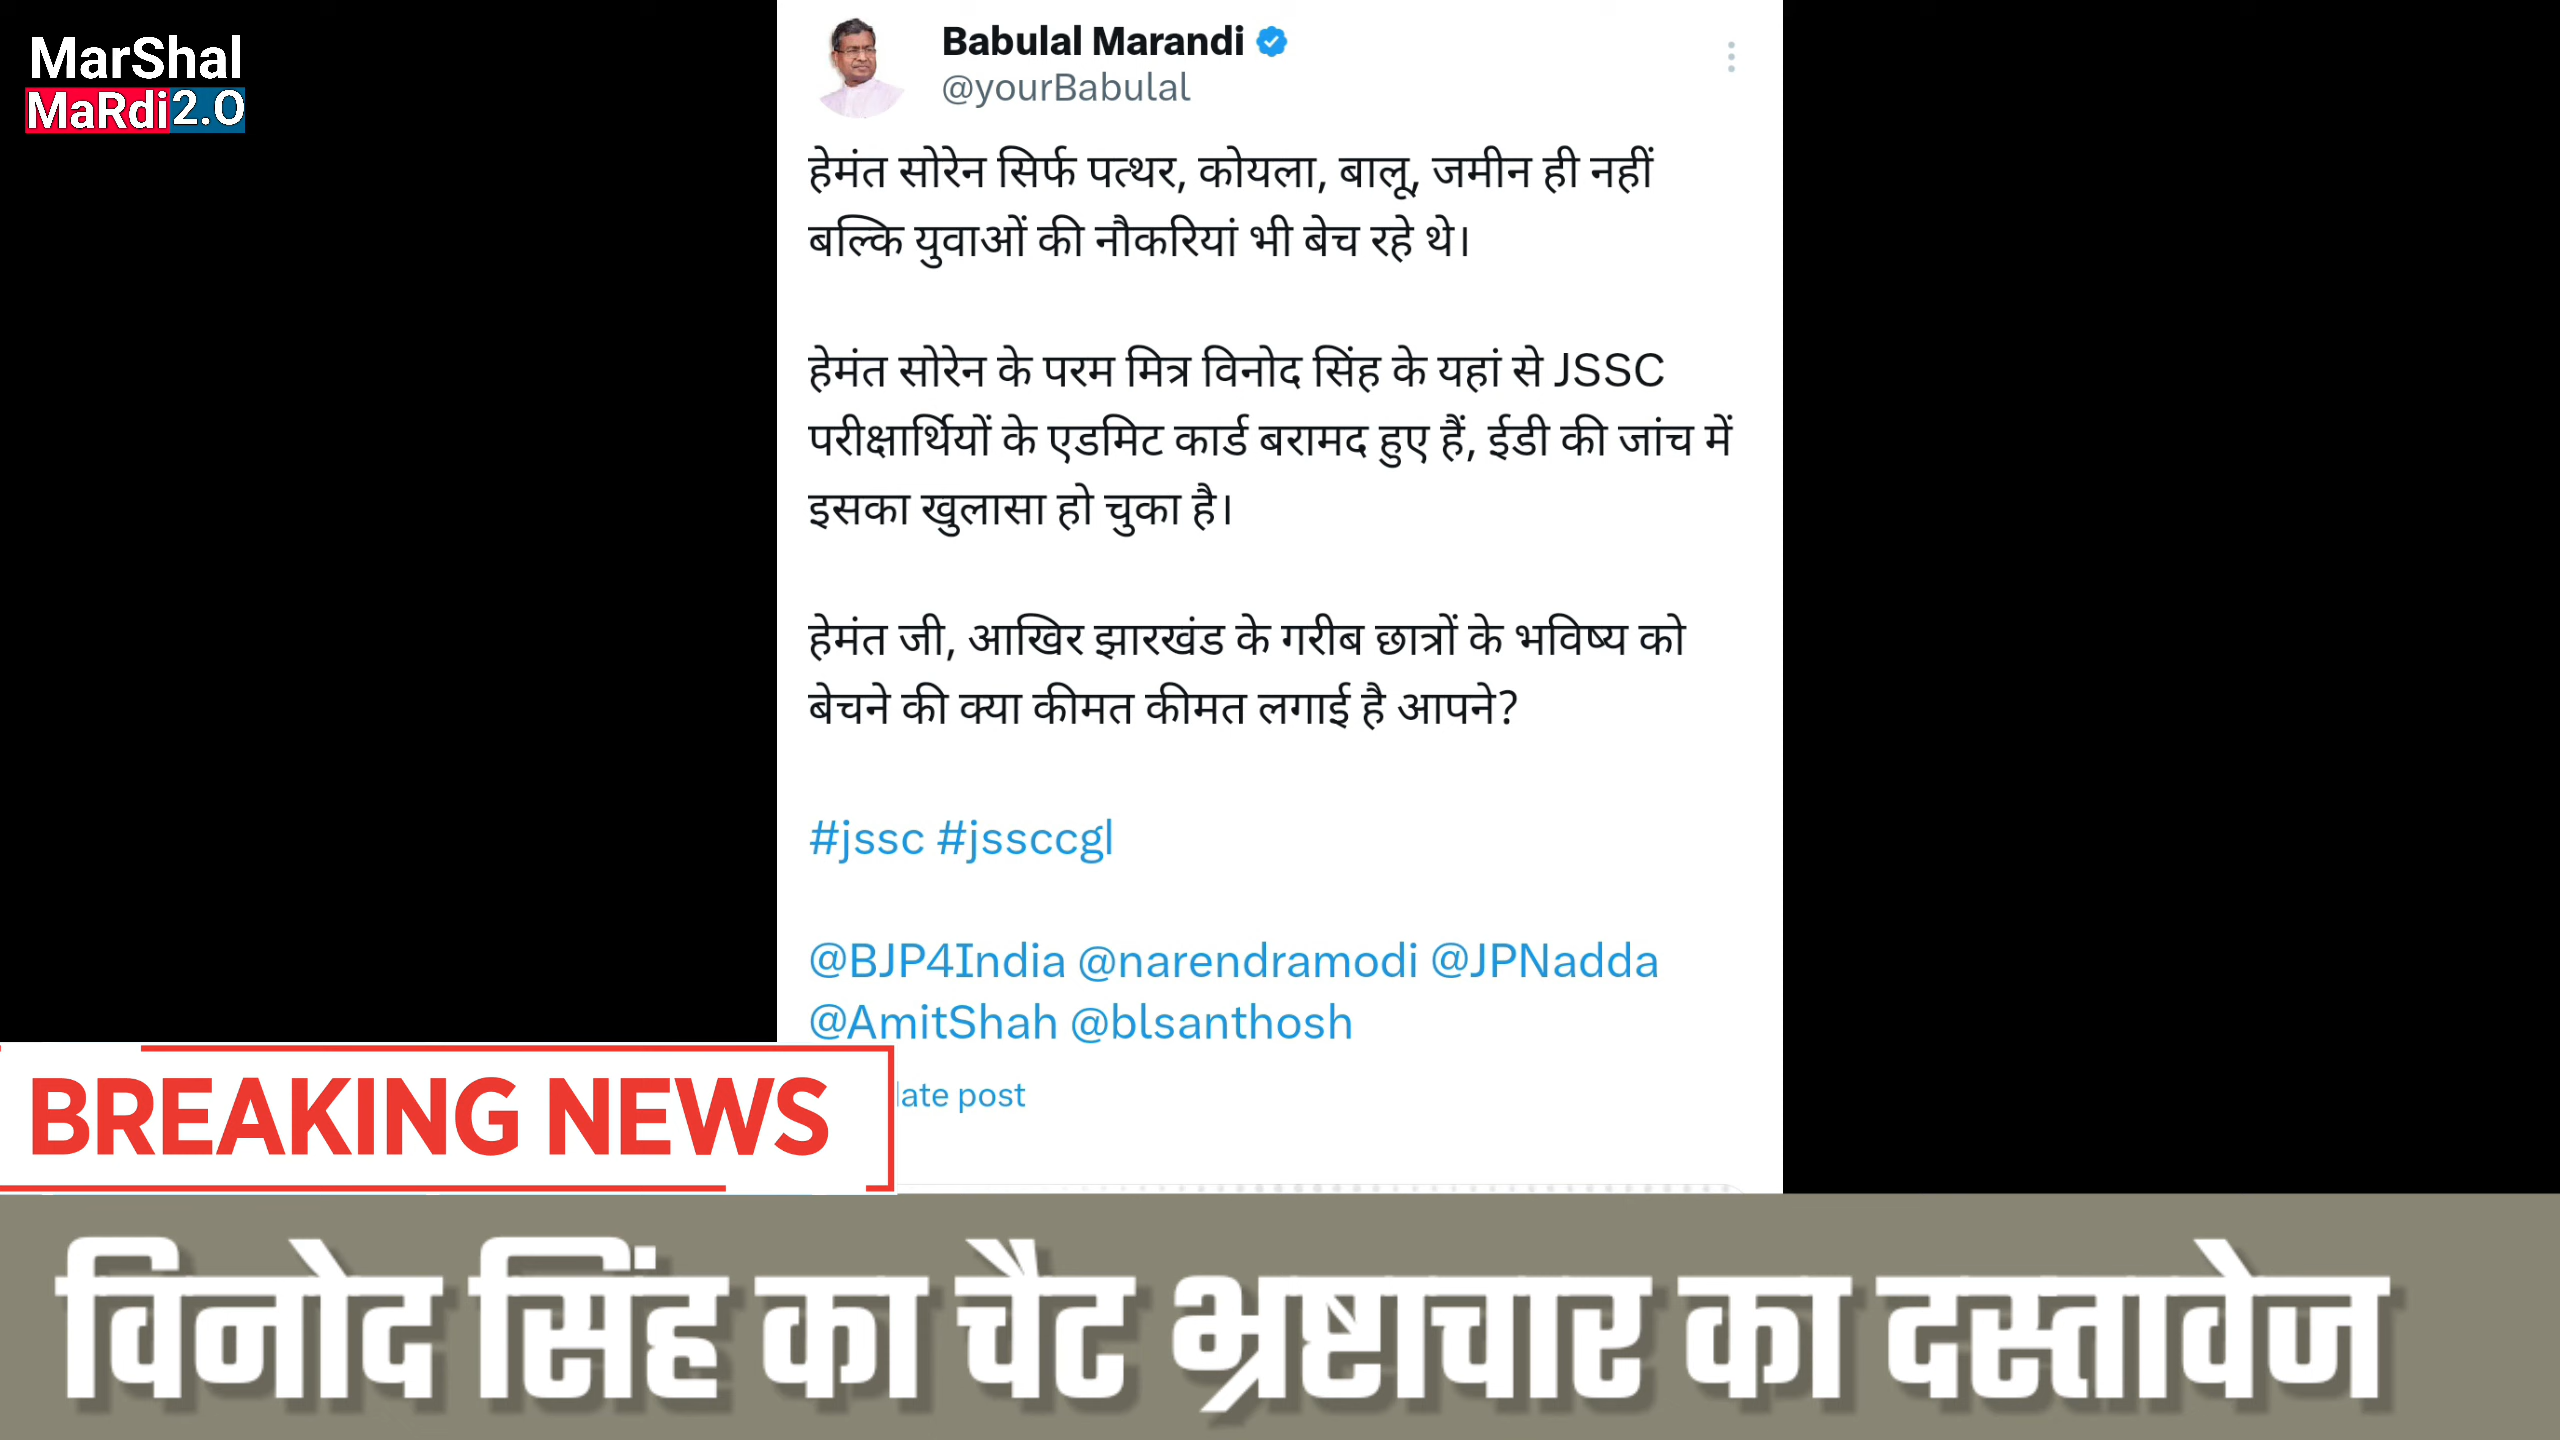 MarShal
MaRdi2.0
Babulal Marandi
@yourBabulal
हेमंत सोरेन सिर्फ पत्थर, कोयला, बालू, जमीन ही नहीं
बल्कि युवाओं की नौकरियां भी बेच रहे थे।
हेमंत सोरेन के परम मित्र विनोद सिंह के यहां से JSSC
परीक्षार्थियों के एडमिट कार्ड बरामद हुए हैं, ईडी की जांच में
इसका खुलासा हो चुका है।
हेमंत जी, आखिर झारखंड के गरीब छात्रों के भविष्य को
बेचने की क्या कीमत कीमत लगाई है आपने?
#jssc #jssccgl
@BJP4India @narendramodi @JPNadda
@AmitShah @blsanthosh
late post
BREAKING NEWS
विनोद सिंह का चैट भ्रष्टाचार का दस्तावेज